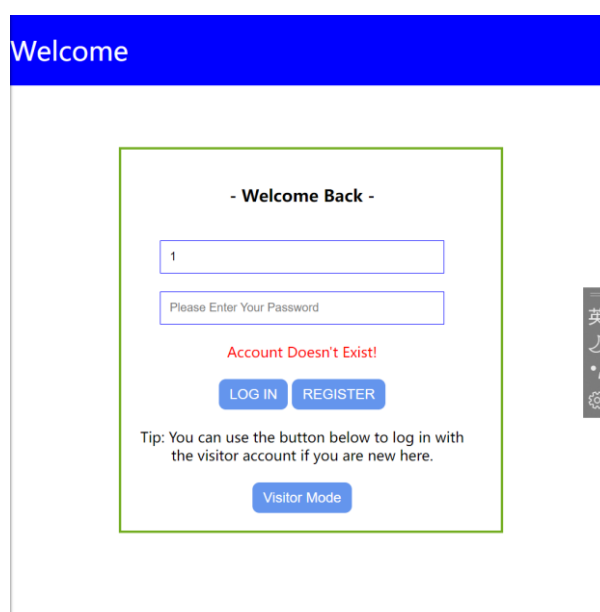 Welcome
- Welcome Back -
1
Please Enter Your Password
Account Doesn't Exist!
LOG IN REGISTER
Tip: You can use the button below to log in with
the visitor account if you are new here.
Visitor Mode
英